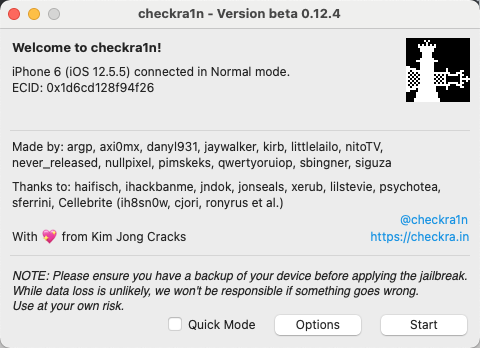 checkra1n - Version beta 0.12.4
Welcome to checkra1n!
iPhone 6 (iOS 12.5.5) connected in Normal mode.
ECID: 0x1d6cd128f94f26
Made by: argp, axi0mx, danyl931, jaywalker, kirb, littlelailo, nitoTV,
never_released, nullpixel, pimskeks, qwertyoruiop, sbingner, siguza
Thanks to: haifisch, ihackbanme, jndok, jonseals, xerub, lilstevie, psychotea,
sferrini, Cellebrite (ih8sn0w, cjori, ronyrus et al.)
@checkra1n
With 💖 from Kim Jong Cracks https://checkra.in
NOTE: Please ensure you have a backup of your device before applying the jailbreak.
While data loss is unlikely, we won't be responsible if something goes wrong.
Use at your own risk.
Quick Mode Options Start